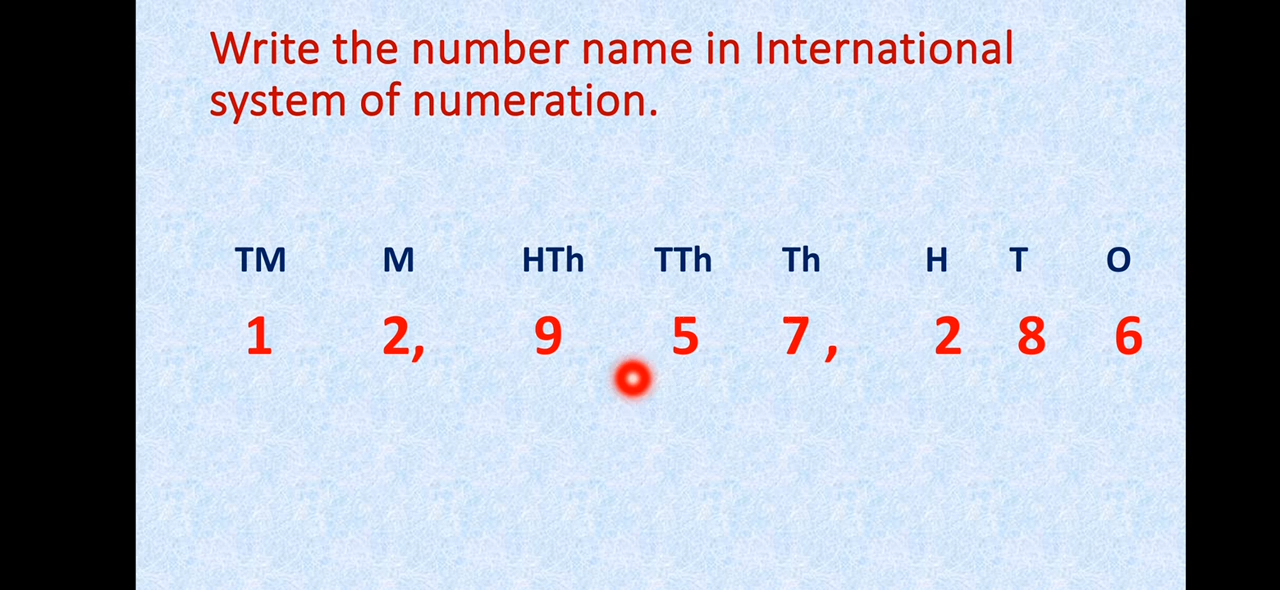 Write the number name in International
system of numeration.
TM M HTh TTh Th H T O
1 2, 9 5 7 , 2 8 6